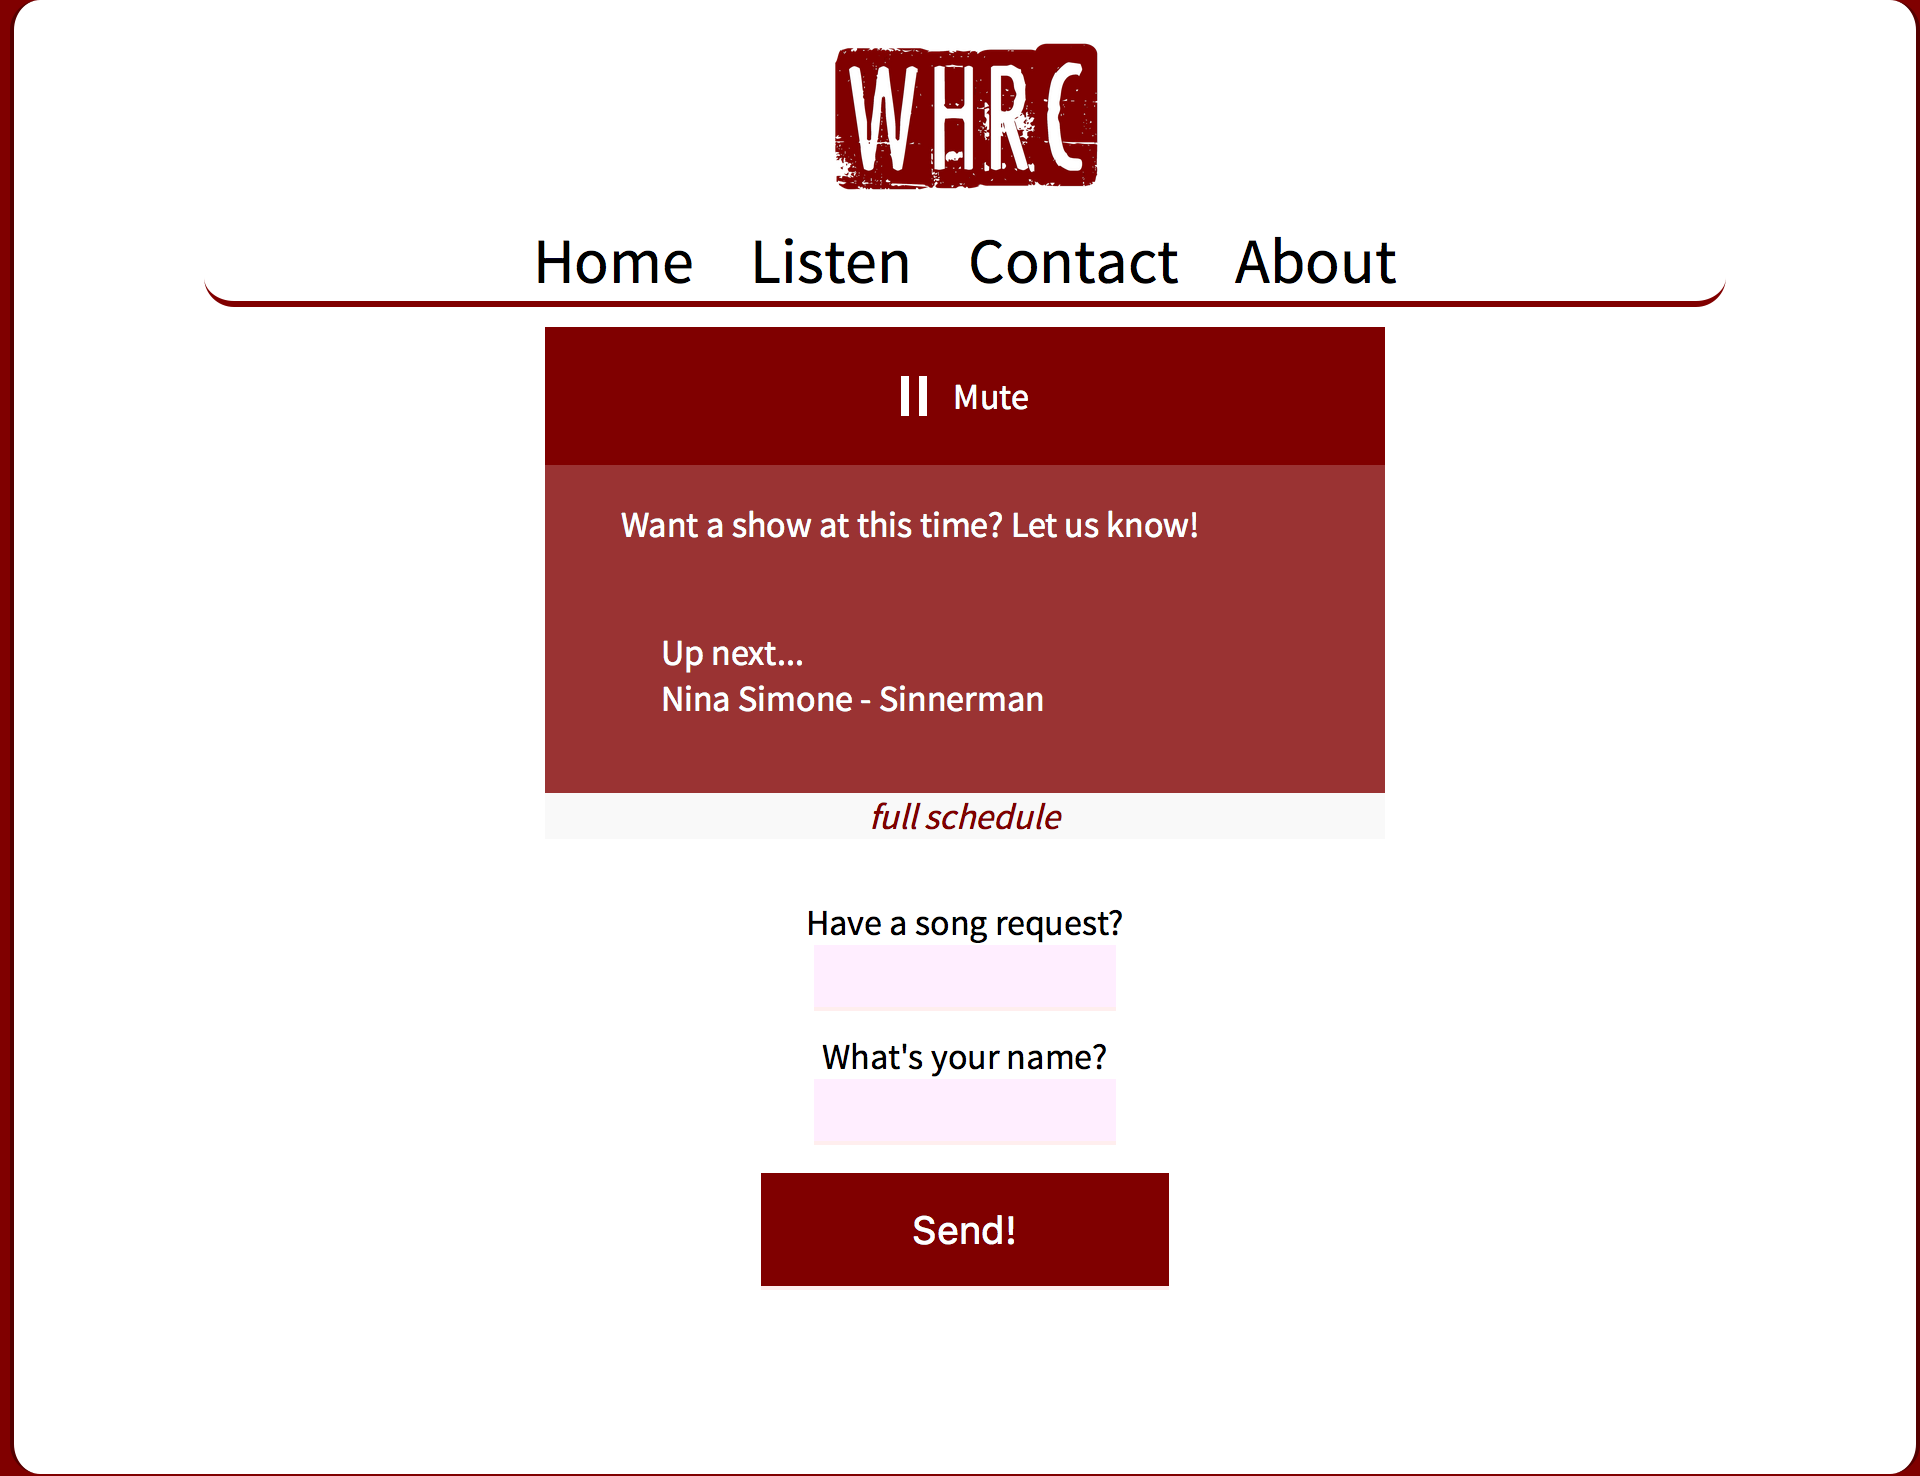 WHRC
Home Listen Contact About
Mute
Want a show at this time? Let us know!
Up next...
Nina Simone - Sinnerman
full schedule
Have a song request?
What's your name?
Send!